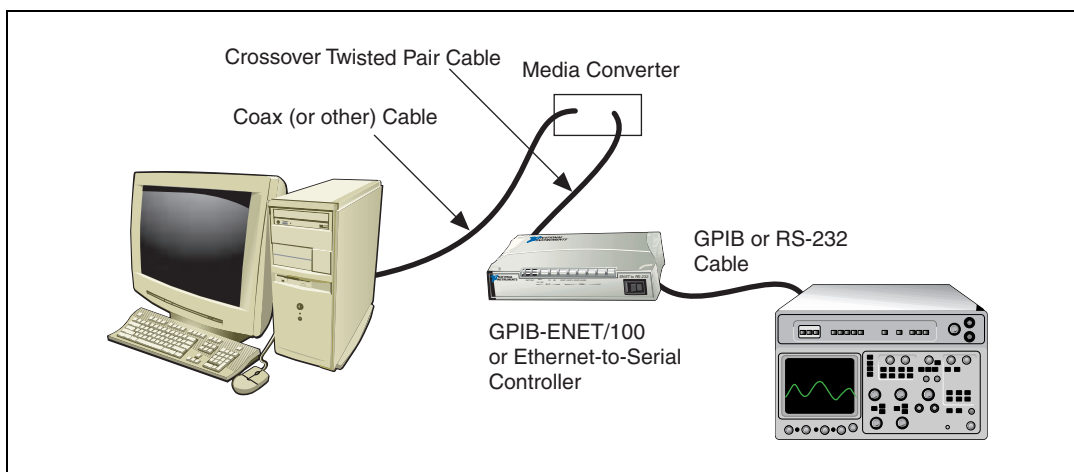 Crossover Twisted Pair Cable
Media Converter
Coax (or other) Cable
GPIB or RS-232
Cable
GPIB-ENET/100
or Ethernet-to-Serial
Controller